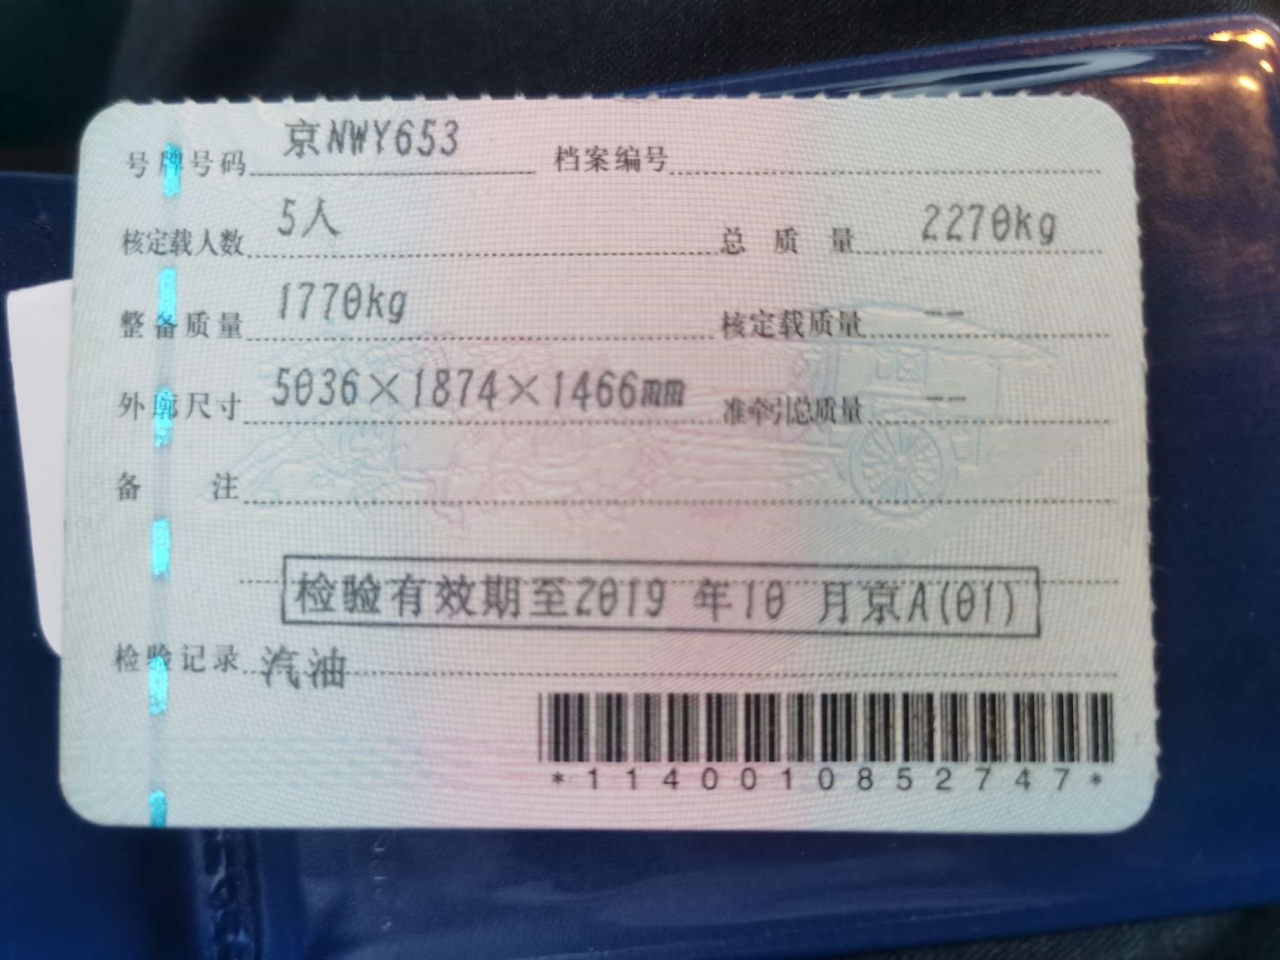 号牌号码 京NWY653 档案编号
核定载人数 5人 总质量 2270kg
整备质量 1770kg 核定载质量 --
外廓尺寸 5036×1874×1466mm 准牵引总质量 --
备注
检验有效期至2019 年10 月京A(01)
检验记录 汽油
*1140010852747*